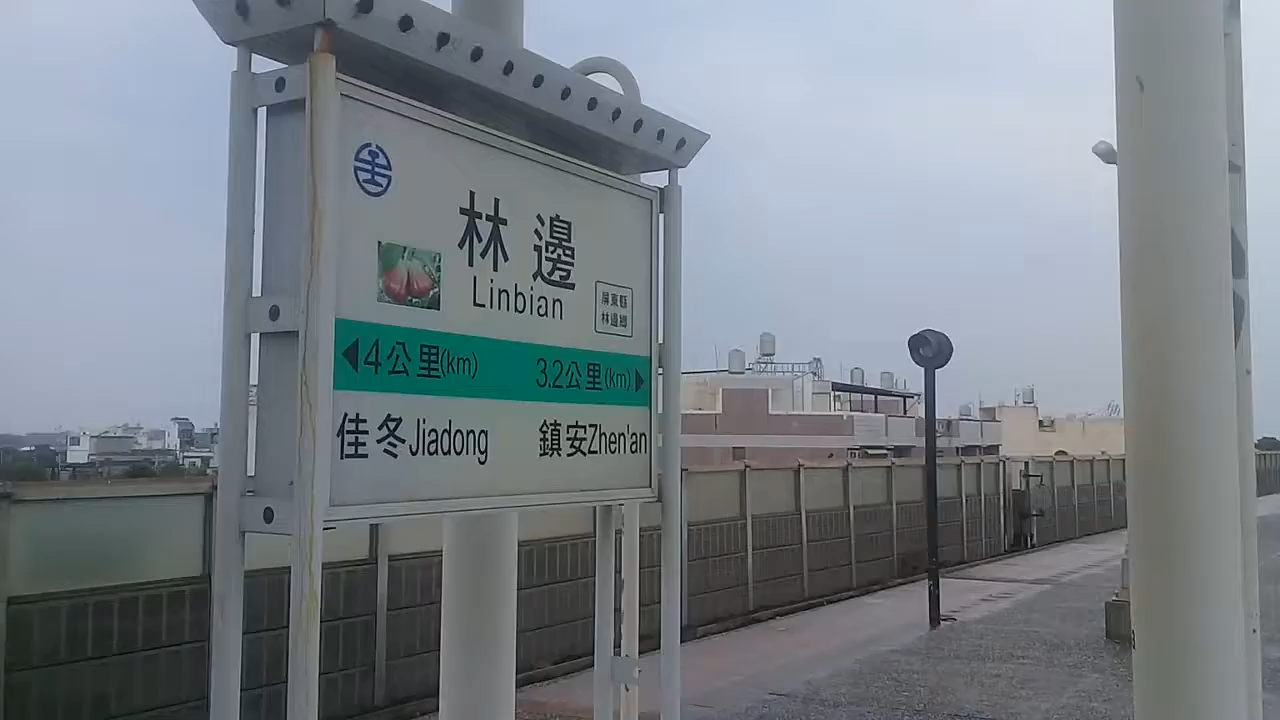 林邊
Linbian
屏東縣
林邊鄉
4公里(km)
3.2公里(km)
佳冬Jiadong
鎮安Zhen'an